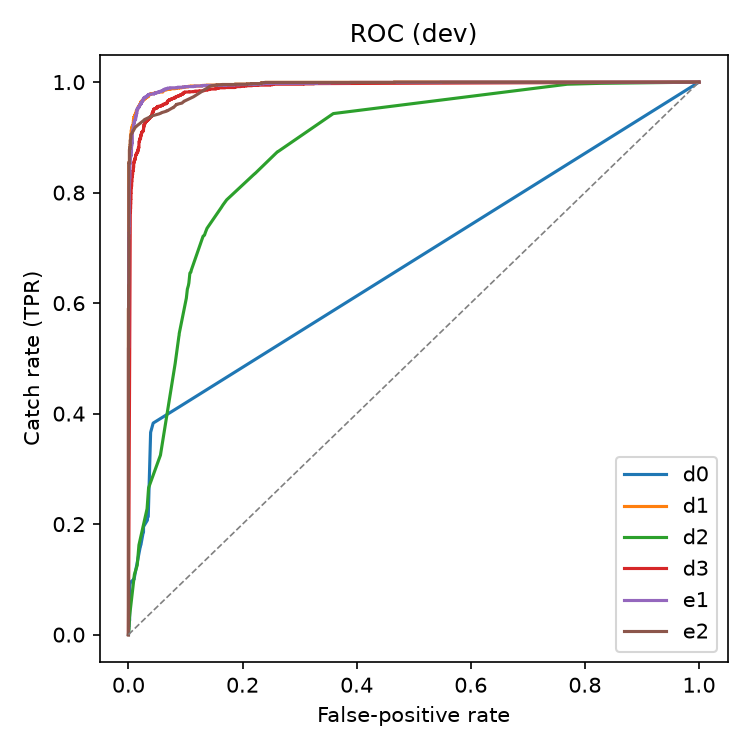 ROC (dev)
Catch rate (TPR)
1.0
0.8
0.6
0.4
0.2
0.0
d0
d1
d2
d3
e1
e2
0.0 0.2 0.4 0.6 0.8 1.0
False-positive rate